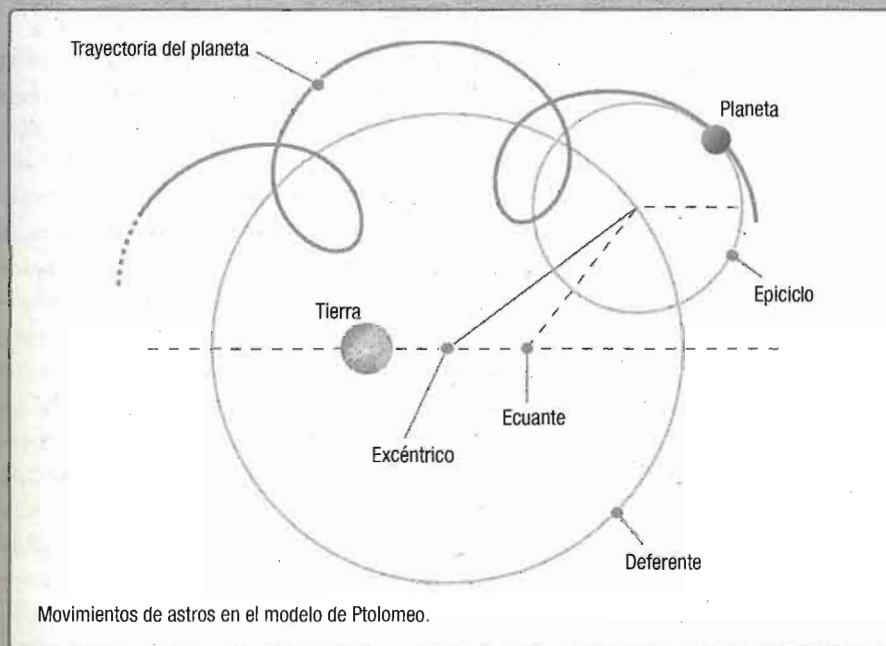 Trayectoria del planeta
Planeta
Epiciclo
Tierra
Ecuante
Excéntrico
Deferente
Movimientos de astros en el modelo de Ptolomeo.